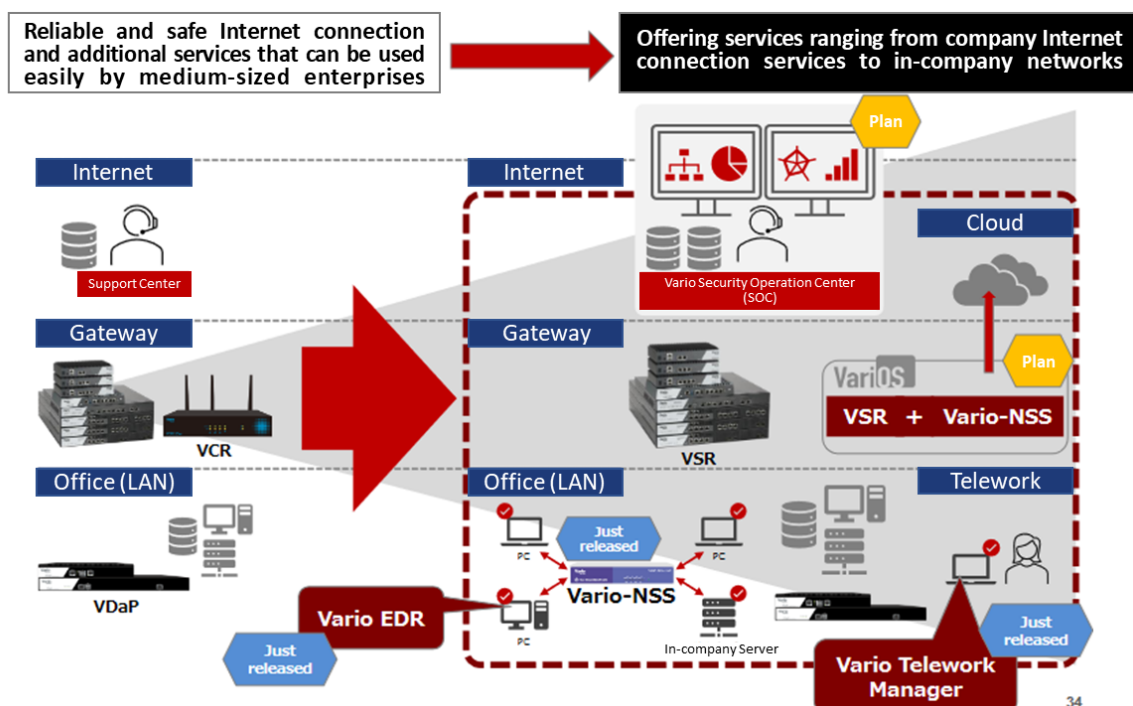 Reliable and safe Internet connection
and additional services that can be used
easily by medium-sized enterprises
Offering services ranging from company Internet
connection services to in-company networks
Plan
Internet
Internet
Cloud
Support Center
Vario Security Operation Center
(SOC)
Gateway
Gateway
Plan
VariOS
VSR + Vario-NSS
VCR
VSR
Office (LAN)
Office (LAN)
Telework
Just
released
PC
PC
Vario-NSS
VDaP
Vario EDR
PC
In-company Server
Just
released
Just
released
Vario Telework
Manager
34